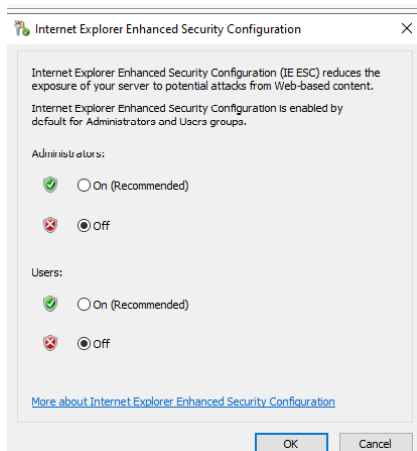 Internet Explorer Enhanced Security Configuration
Internet Explorer Enhanced Security Configuration (IE ESC) reduces the
exposure of your server to potential attacks from Web-based content.
Internet Explorer Enhanced Security Configuration is enabled by
default for Administrators and Users groups.
Administrators:
On (Recommended)
Off
Users:
On (Recommended)
Off
More about Internet Explorer Enhanced Security Configuration
OK Cancel